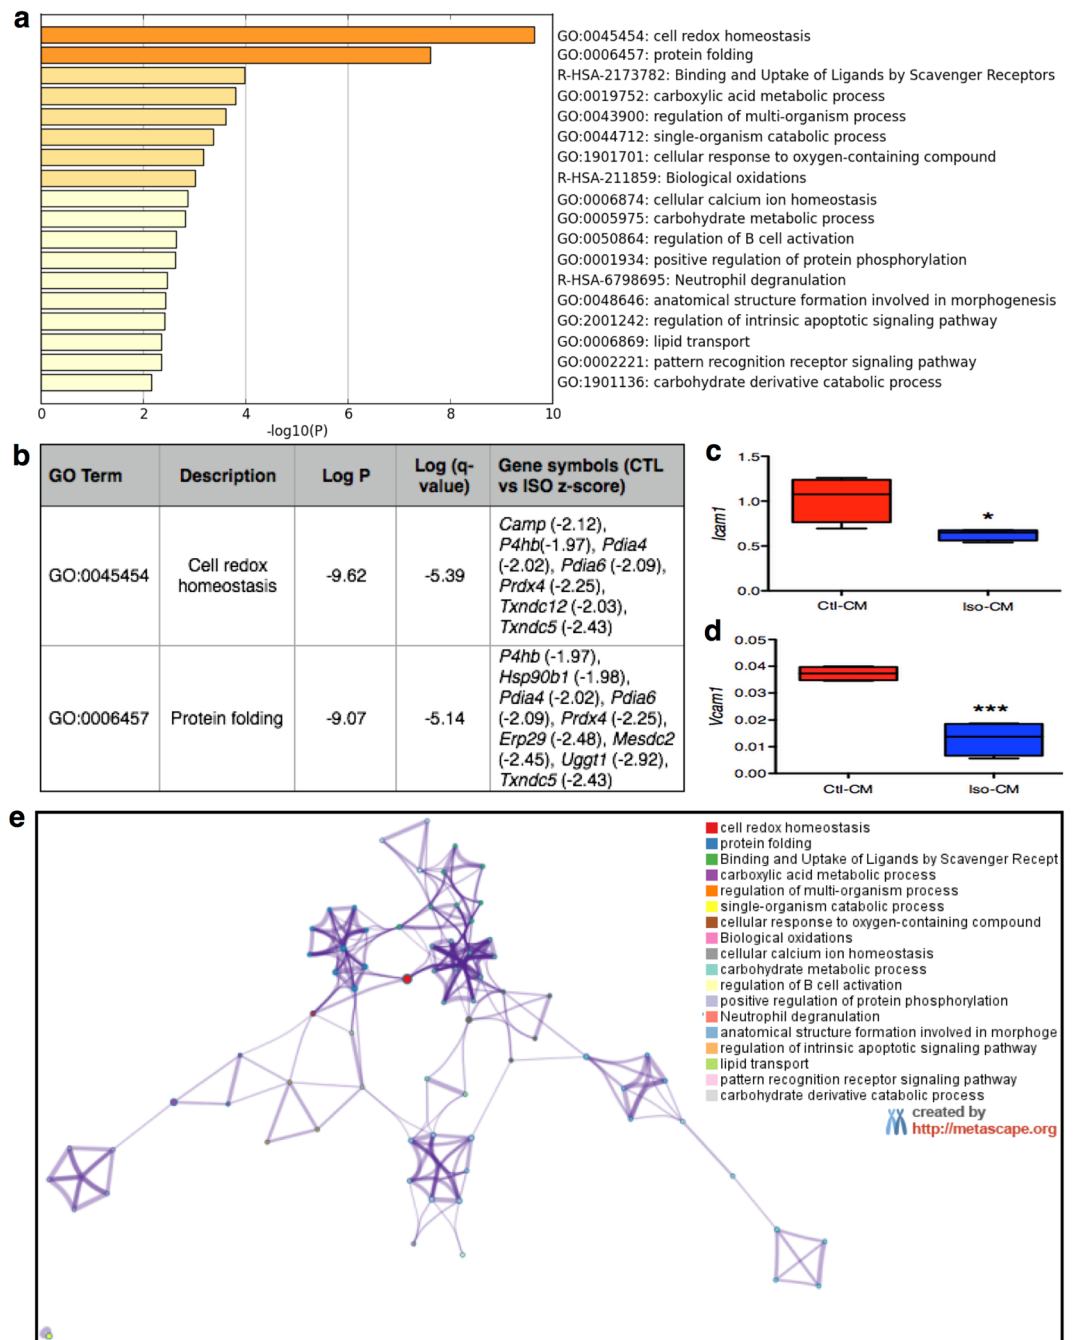 a
GO:0045454: cell redox homeostasis
GO:0006457: protein folding
R-HSA-2173782: Binding and Uptake of Ligands by Scavenger Receptors
GO:0019752: carboxylic acid metabolic process
GO:0043900: regulation of multi-organism process
GO:0044712: single-organism catabolic process
GO:1901701: cellular response to oxygen-containing compound
R-HSA-211859: Biological oxidations
GO:0006874: cellular calcium ion homeostasis
GO:0005975: carbohydrate metabolic process
GO:0050864: regulation of B cell activation
GO:0001934: positive regulation of protein phosphorylation
R-HSA-6798695: Neutrophil degranulation
GO:0048646: anatomical structure formation involved in morphogenesis
GO:2001242: regulation of intrinsic apoptotic signaling pathway
GO:0006869: lipid transport
GO:0002221: pattern recognition receptor signaling pathway
GO:1901136: carbohydrate derivative catabolic process
0 2 4 6 8 10
-log10(P)
b
GO Term
Description
Log P
Log (q-
value)
Gene symbols (CTL
vs ISO z-score)
GO:0045454
Cell redox
homeostasis
-9.62
-5.39
Camp (-2.12),
P4hb(-1.97), Pdia4
(-2.02), Pdia6 (-2.09),
Prdx4 (-2.25),
Txndc12 (-2.03),
Txndc5 (-2.43)
GO:0006457
Protein folding
-9.07
-5.14
P4hb (-1.97),
Hsp90b1 (-1.98),
Pdia4 (-2.02), Pdia6
(-2.09), Prdx4 (-2.25),
Erp29 (-2.48), Mesdc2
(-2.45), Uggt1 (-2.92),
Txndc5 (-2.43)
c
Icam1
1.5
1.0
0.5
0.0
*
Ctl-CM Iso-CM
d
Vcam1
0.05
0.04
0.03
0.02
0.01
0.00
***
Ctl-CM Iso-CM
e
cell redox homeostasis
protein folding
Binding and Uptake of Ligands by Scavenger Recept
carboxylic acid metabolic process
regulation of multi-organism process
single-organism catabolic process
cellular response to oxygen-containing compound
Biological oxidations
cellular calcium ion homeostasis
carbohydrate metabolic process
regulation of B cell activation
positive regulation of protein phosphorylation
Neutrophil degranulation
anatomical structure formation involved in morphoge
regulation of intrinsic apoptotic signaling pathway
lipid transport
pattern recognition receptor signaling pathway
carbohydrate derivative catabolic process
created by
http://metascape.org